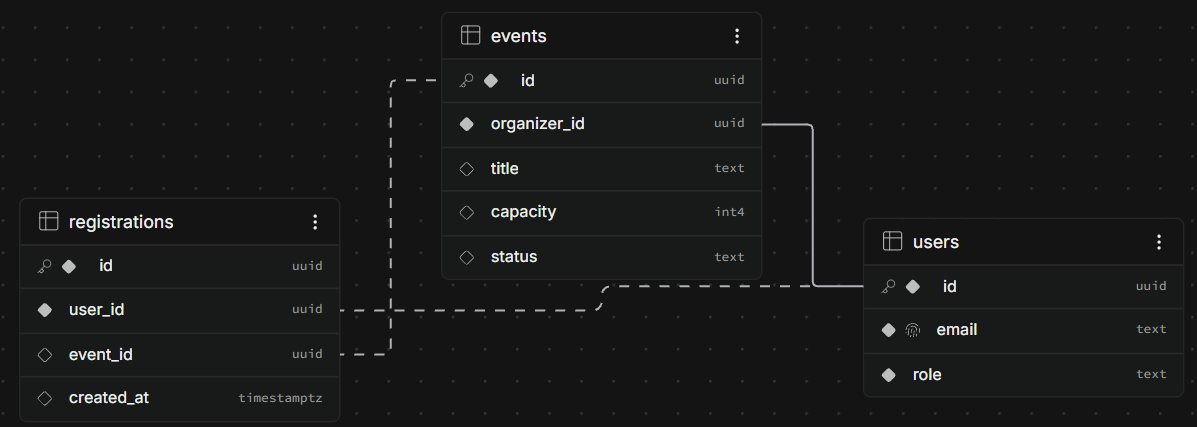 events
id uuid
organizer_id uuid
title text
capacity int4
status text
registrations
id uuid
user_id uuid
event_id uuid
created_at timestamptz
users
id uuid
email text
role text